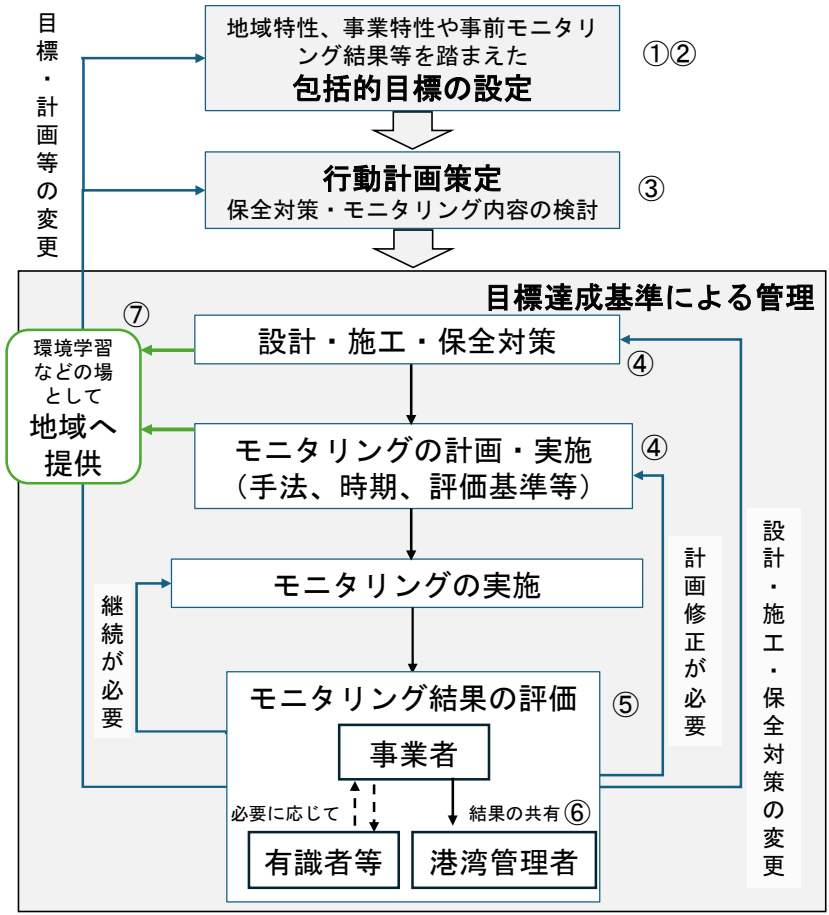 目標・計画等の変更
地域特性、事業特性や事前モニタリ
ング結果等を踏まえた
包括的目標の設定
①②
行動計画策定
保全対策・モニタリング内容の検討
③
目標達成基準による管理
⑦
環境学習
などの場
として
地域へ
提供
設計・施工・保全対策
④
モニタリングの計画・実施
（手法、時期、評価基準等）
④
モニタリングの実施
継続が必要
計画修正が必要
設計・施工・保全対策の変更
モニタリング結果の評価
⑤
事業者
必要に応じて
結果の共有⑥
有識者等
港湾管理者